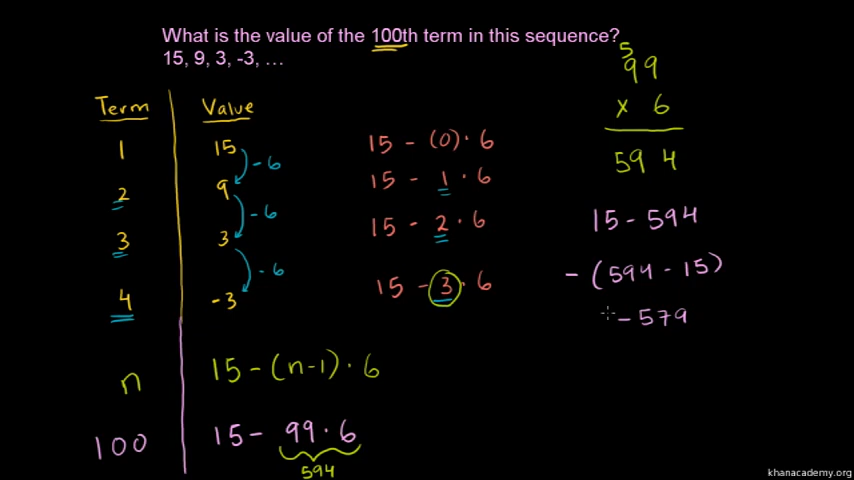 What is the value of the 100th term in this sequence?
15, 9, 3, -3, …
Term Value
1 15 15 - (0) · 6
-6
2 9 15 - 1 · 6
-6
3 3 15 - 2 · 6
-6
4 -3 15 - 3 · 6
n 15 - (n-1) · 6
100 15 - 99 · 6
594
5
99
x 6
594
15 - 594
- (594 - 15)
- 579
khanacademy.org